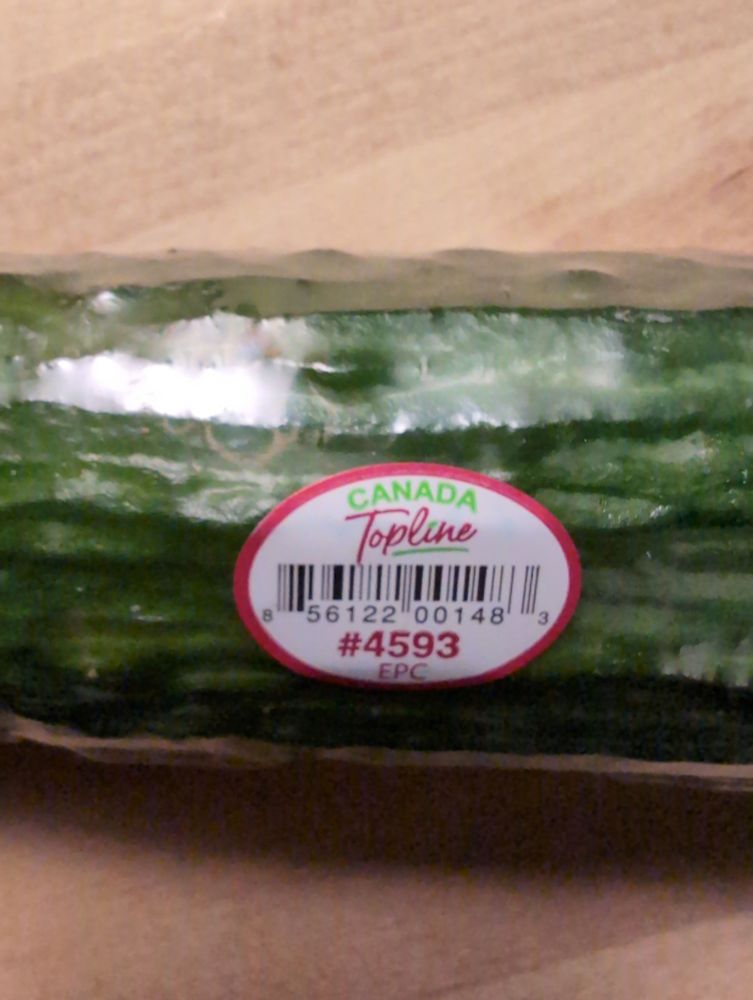 CANADA
Topline
8 56122 00148 3
#4593
EPC